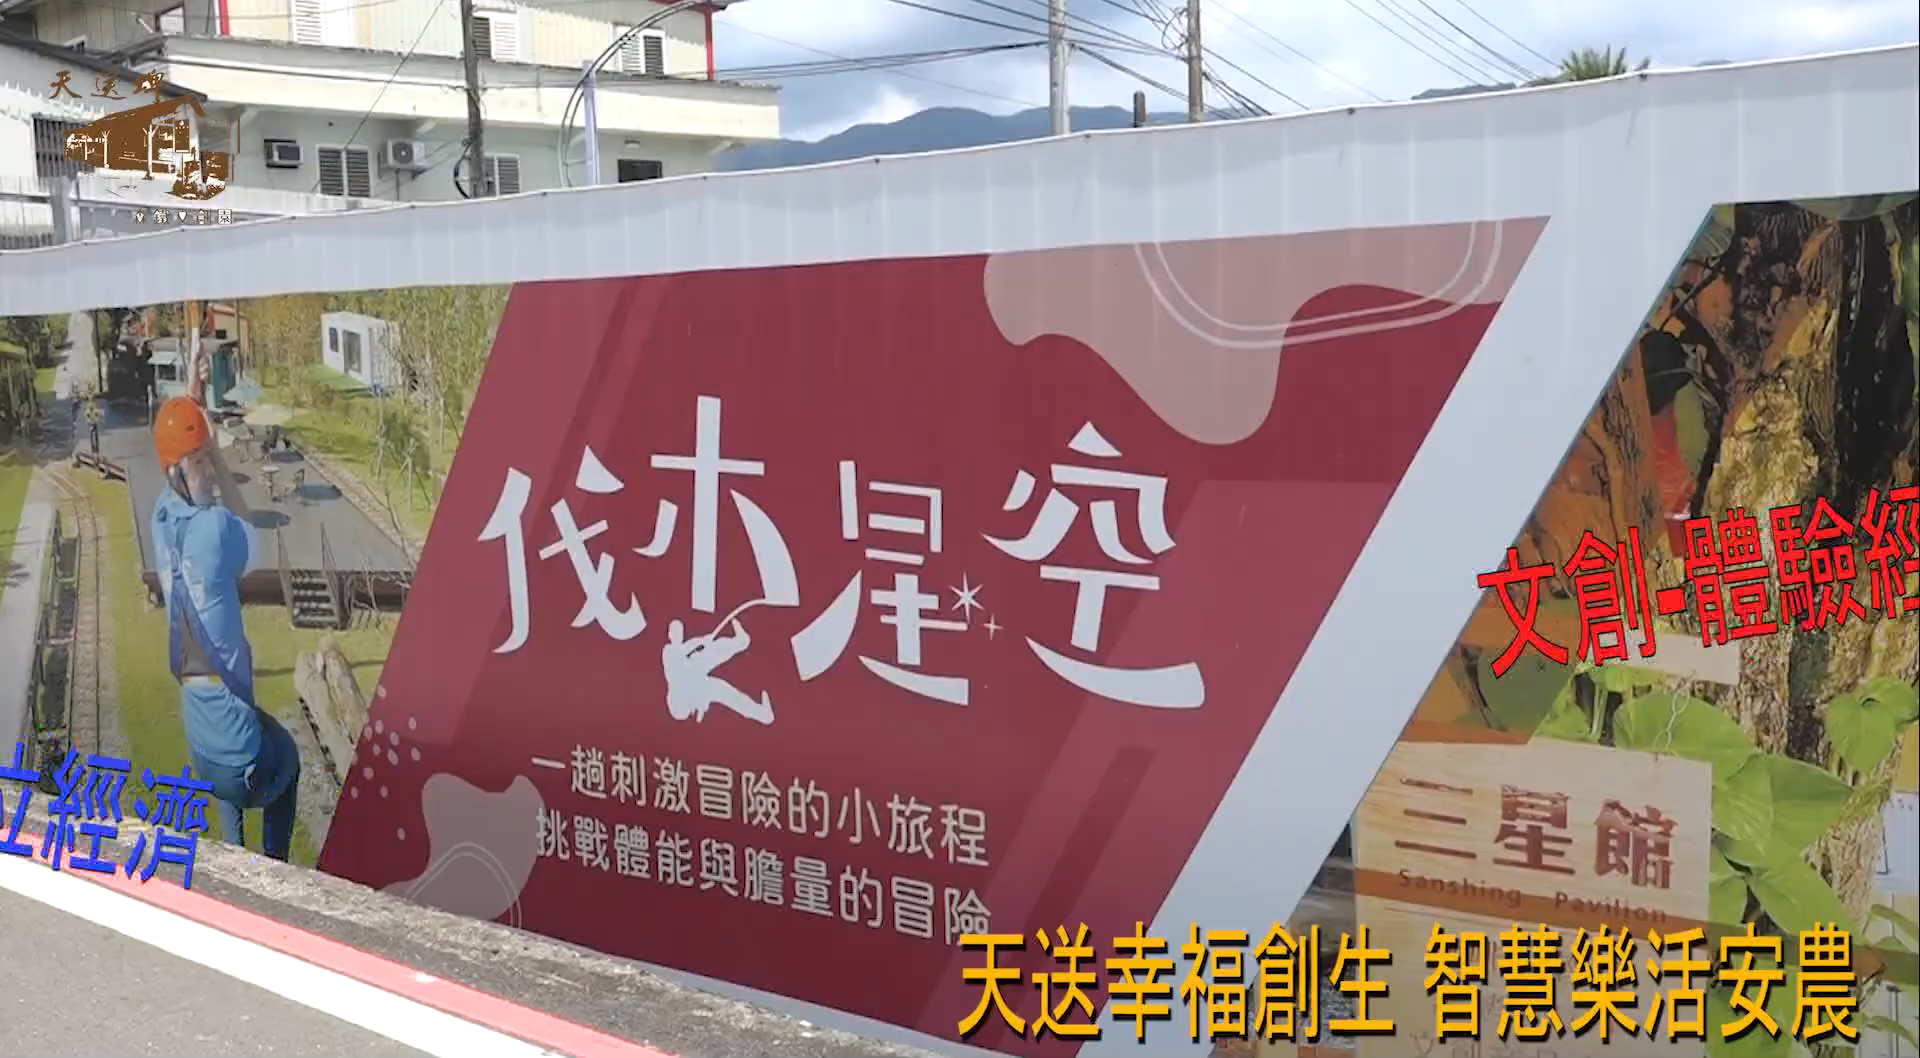 天送埤
伐木星空
一趟刺激冒險的小旅程
挑戰體能與膽量的冒險
文創-體驗經
經濟
三星館
Sanshing Pavilion
天送幸福創生 智慧樂活安農